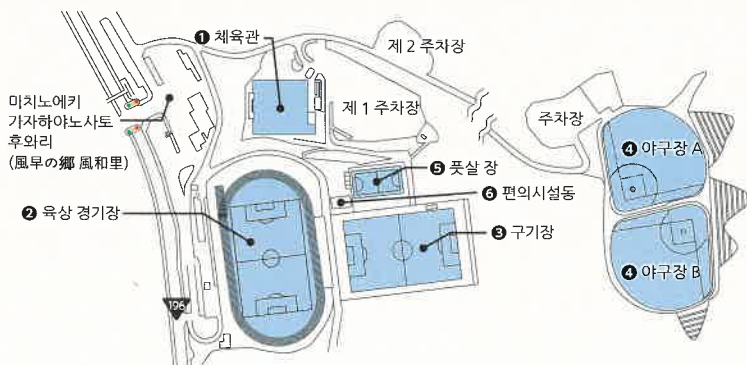 ❶ 체육관
제 2 주차장
미치노에키
가자하야노사토
후와리
(風早の郷 風和里)
제 1 주차장
주차장
❹ 야구장 A
❺ 풋살 장
❻ 편의시설동
❷ 육상 경기장
❸ 구기장
❹ 야구장 B
196